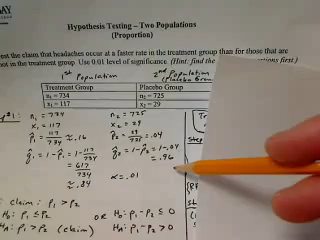 Hypothesis Testing – Two Populations
(Proportion)
ent the claim that headaches occur at a faster rate in the treatment group than for those that are
not in the treatment group. Use 0.01 level of significance (Hint: find the
first)
1st Population
2nd Population
(Placebo
Treatment Group
Placebo Group
n₁ = 734
n₂ = 725
x₁ = 117
x₂ = 29
n₁ = 734
n₂ = 725
x₁ = 117
x₂ = 29
p̂₁ = 117/734 ≈ .16
p̂₂ = 29/725 = .04
q̂₁ = 1 - p̂₁ = 1 - 117/734
q̂₂ = 1 - p̂₂ = 1 - .04
= 617/734
= .96
≈ .84
α = .01
claim: p₁ > p₂
H₀: p₁ ≤ p₂ OR H₀: p₁ - p₂ ≤ 0
Hₐ: p₁ > p₂ (claim) Hₐ: p₁ - p₂ > 0